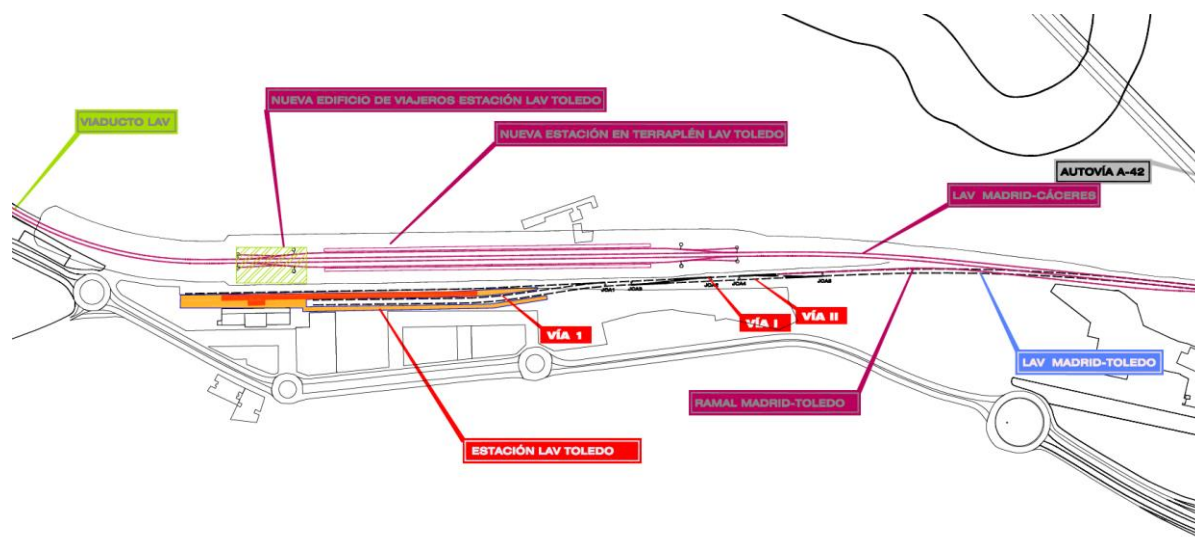 NUEVA EDIFICIO DE VIAJEROS ESTACIÓN LAV TOLEDO
VIADUCTO LAV
NUEVA ESTACIÓN EN TERRAPLÉN LAV TOLEDO
AUTOVÍA A-42
LAV MADRID-CÁCERES
VÍA 1
VÍA I
VÍA II
LAV MADRID-TOLEDO
RAMAL MADRID-TOLEDO
ESTACIÓN LAV TOLEDO